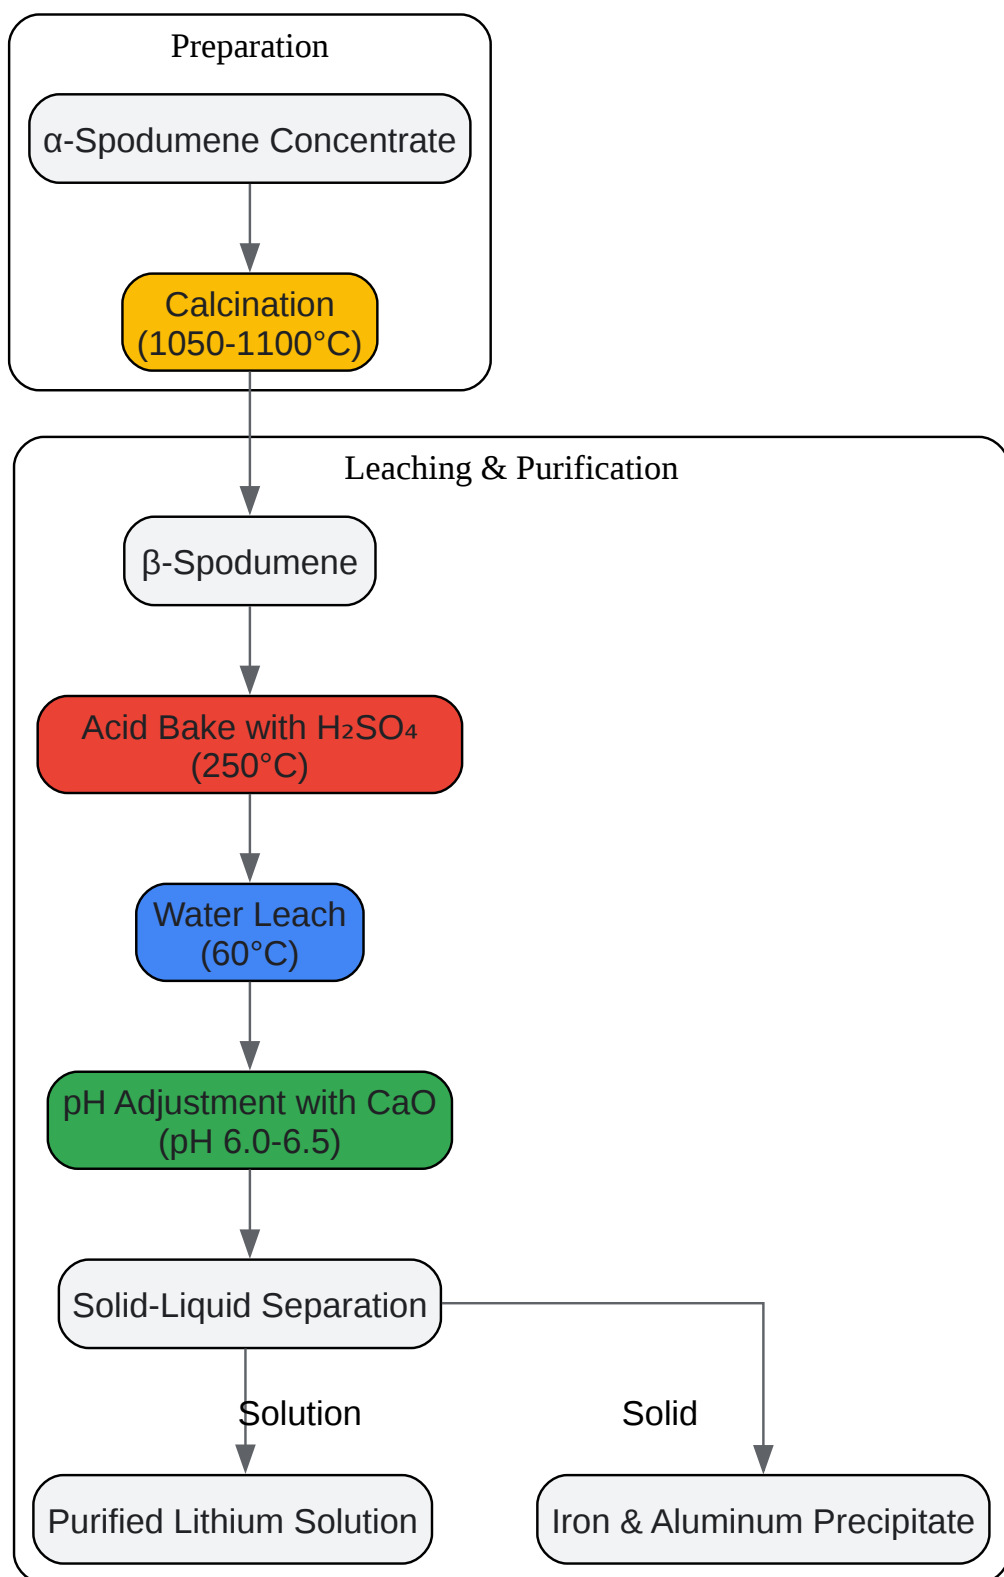 Preparation
α-Spodumene Concentrate
Calcination
(1050-1100°C)
Leaching & Purification
β-Spodumene
Acid Bake with H₂SO₄
(250°C)
Water Leach
(60°C)
pH Adjustment with CaO
(pH 6.0-6.5)
Solid-Liquid Separation
Solution
Solid
Purified Lithium Solution
Iron & Aluminum Precipitate